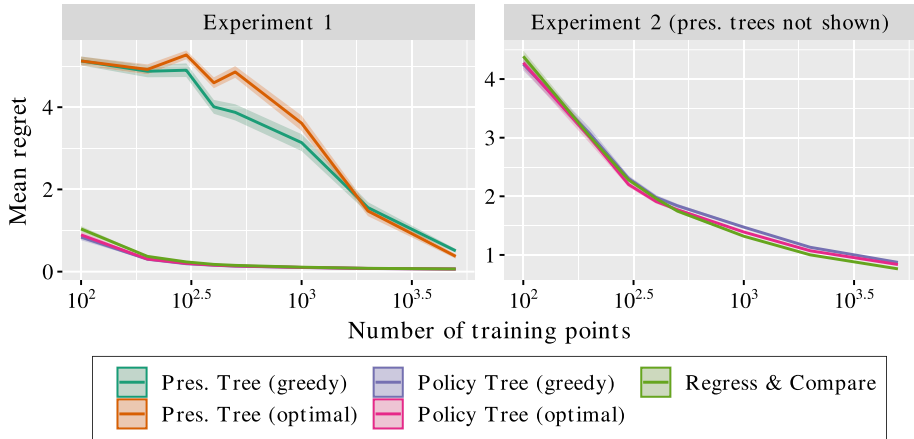 Experiment 1
Experiment 2 (pres. trees not shown)
Mean regret
4
2
0
4
3
2
1
10^2
10^2.5
10^3
10^3.5
10^2
10^2.5
10^3
10^3.5
Number of training points
Pres. Tree (greedy)
Policy Tree (greedy)
Regress & Compare
Pres. Tree (optimal)
Policy Tree (optimal)